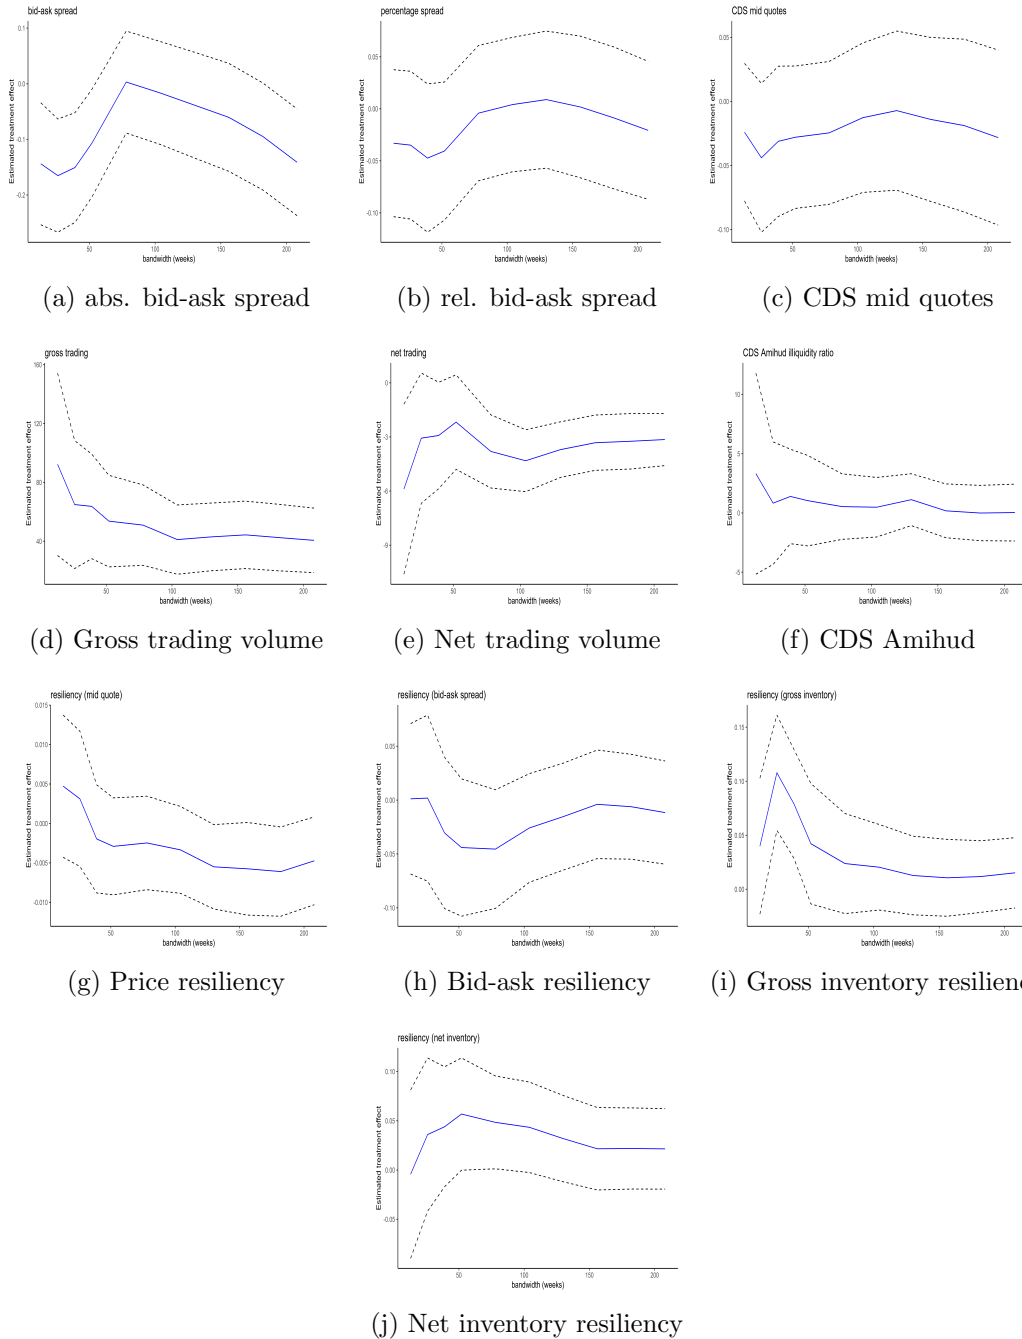 bid-ask spread
0.1
0.0
-0.1
-0.2
Estimated treatment effect
50
100
150
200
bandwidth (weeks)
(a) abs. bid-ask spread
percentage spread
0.05
0.00
-0.05
-0.10
Estimated treatment effect
50
100
150
200
bandwidth (weeks)
(b) rel. bid-ask spread
CDS mid quotes
0.05
0.00
-0.05
-0.10
Estimated treatment effect
50
100
150
200
bandwidth (weeks)
(c) CDS mid quotes
gross trading
160
120
80
40
Estimated treatment effect
50
100
150
200
bandwidth (weeks)
(d) Gross trading volume
net trading
0
-3
-6
-9
Estimated treatment effect
50
100
150
200
bandwidth (weeks)
(e) Net trading volume
CDS Amihud illiquidity ratio
10
5
0
-5
Estimated treatment effect
50
100
150
200
bandwidth (weeks)
(f) CDS Amihud
resiliency (mid quote)
0.015
0.010
0.005
0.000
-0.005
-0.010
Estimated treatment effect
50
100
150
200
bandwidth (weeks)
(g) Price resiliency
resiliency (bid-ask spread)
0.05
0.00
-0.05
-0.10
Estimated treatment effect
50
100
150
200
bandwidth (weeks)
(h) Bid-ask resiliency
resiliency (gross inventory)
0.15
0.10
0.05
0.00
Estimated treatment effect
50
100
150
200
bandwidth (weeks)
(i) Gross inventory resilienc
resiliency (net inventory)
0.10
0.05
0.00
-0.05
Estimated treatment effect
50
100
150
200
bandwidth (weeks)
(j) Net inventory resiliency